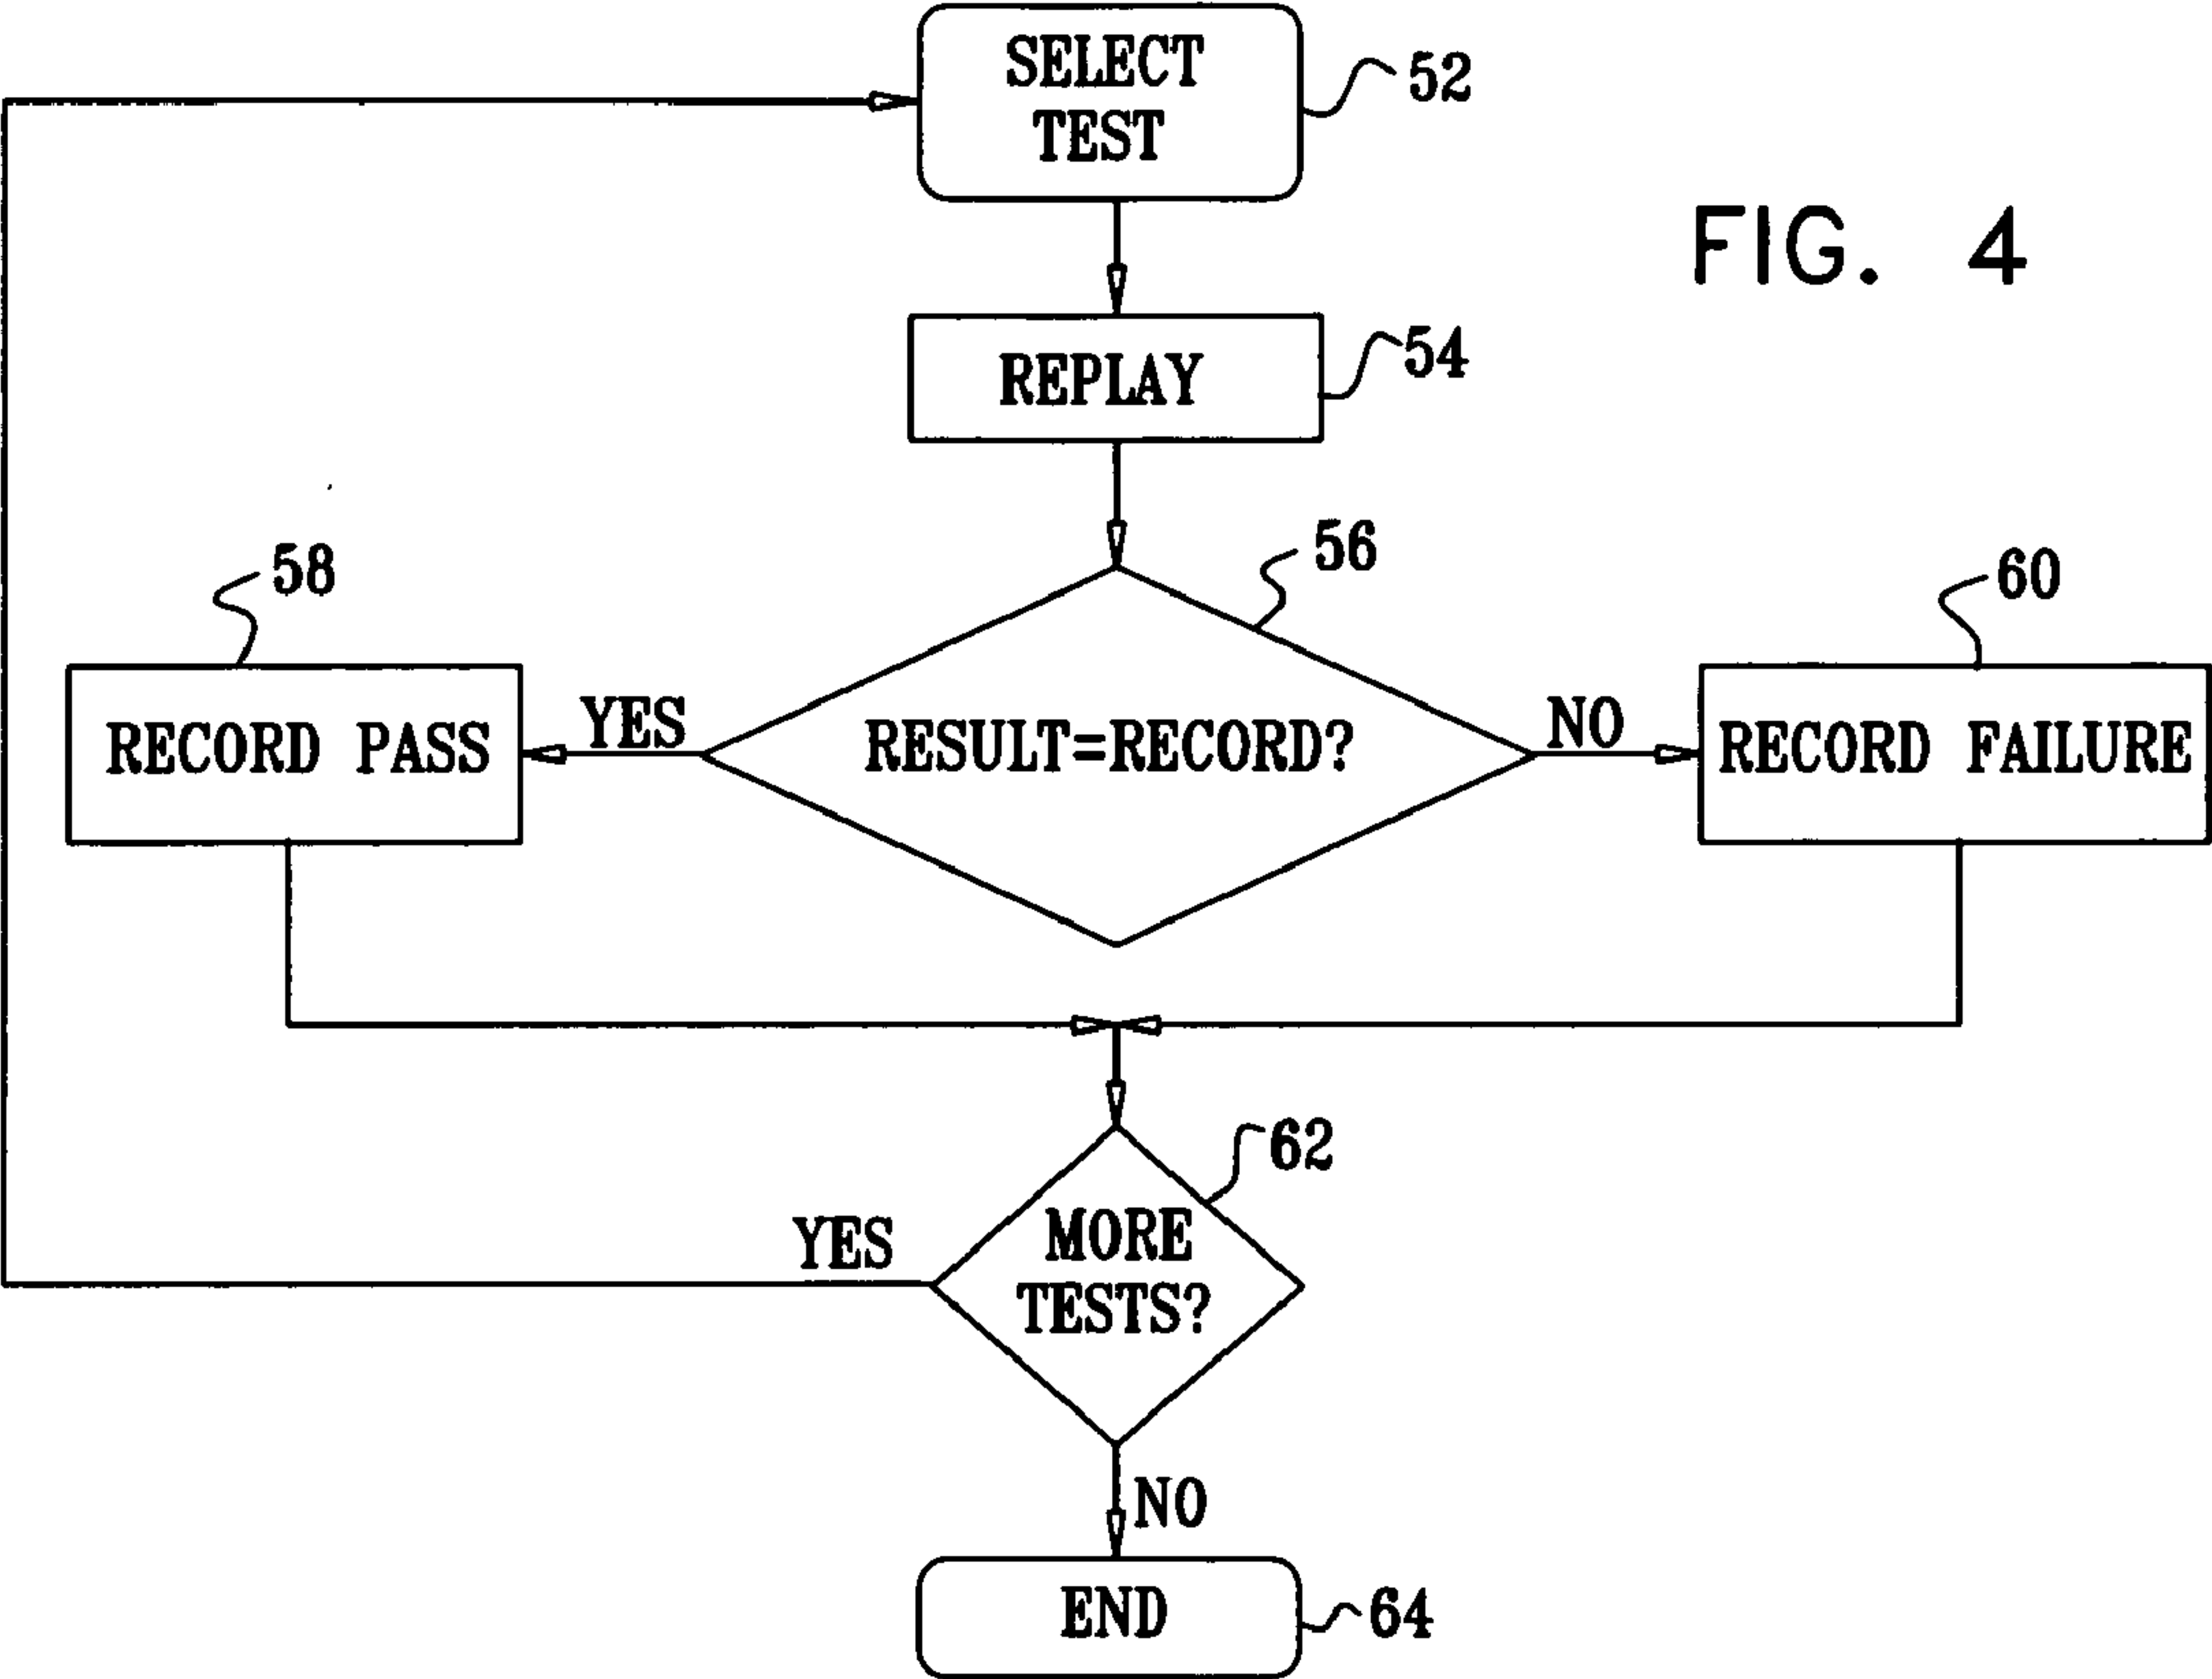 SELECT
TEST
52
FIG. 4
REPLAY
54
56
58
60
RECORD PASS
YES
RESULT=RECORD?
NO
RECORD FAILURE
62
YES
MORE
TESTS?
NO
END
64